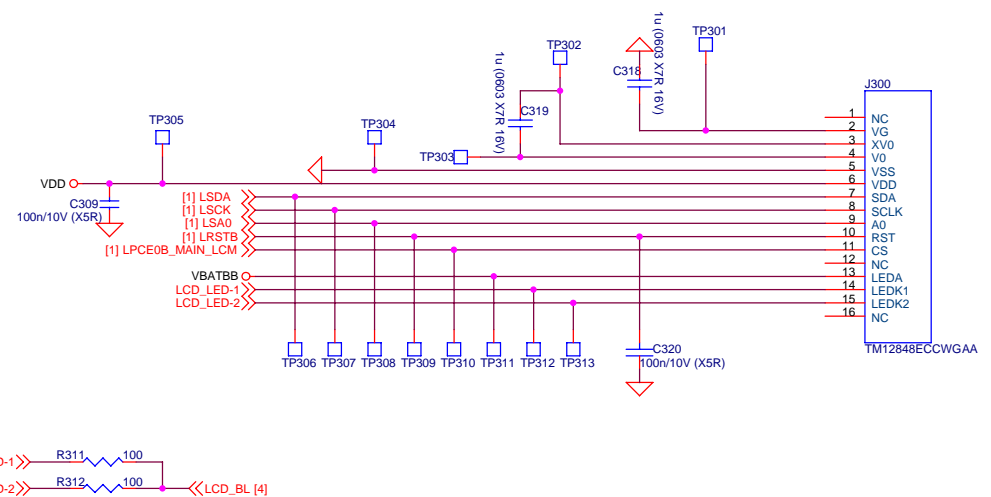 TP301
TP302
1u (0603 X7R 16V)
C318
1u (0603 X7R 16V)
C319
J300
TP305
TP304
TP303
1 NC
2 VG
3 XV0
4 V0
5 VSS
6 VDD
7 SDA
8 SCLK
9 A0
10 RST
11 CS
12 NC
13 LEDA
14 LEDK1
15 LEDK2
16 NC
TM12848ECCWGAA
VDD
C309
100n/10V (X5R)
[1] LSDA
[1] LSCK
[1] LSA0
[1] LRSTB
[1] LPCE0B_MAIN_LCM
VBATBB
LCD_LED-1
LCD_LED-2
TP306 TP307 TP308 TP309 TP310 TP311 TP312 TP313
C320
100n/10V (X5R)
D-1 R311 100
D-2 R312 100 LCD_BL [4]